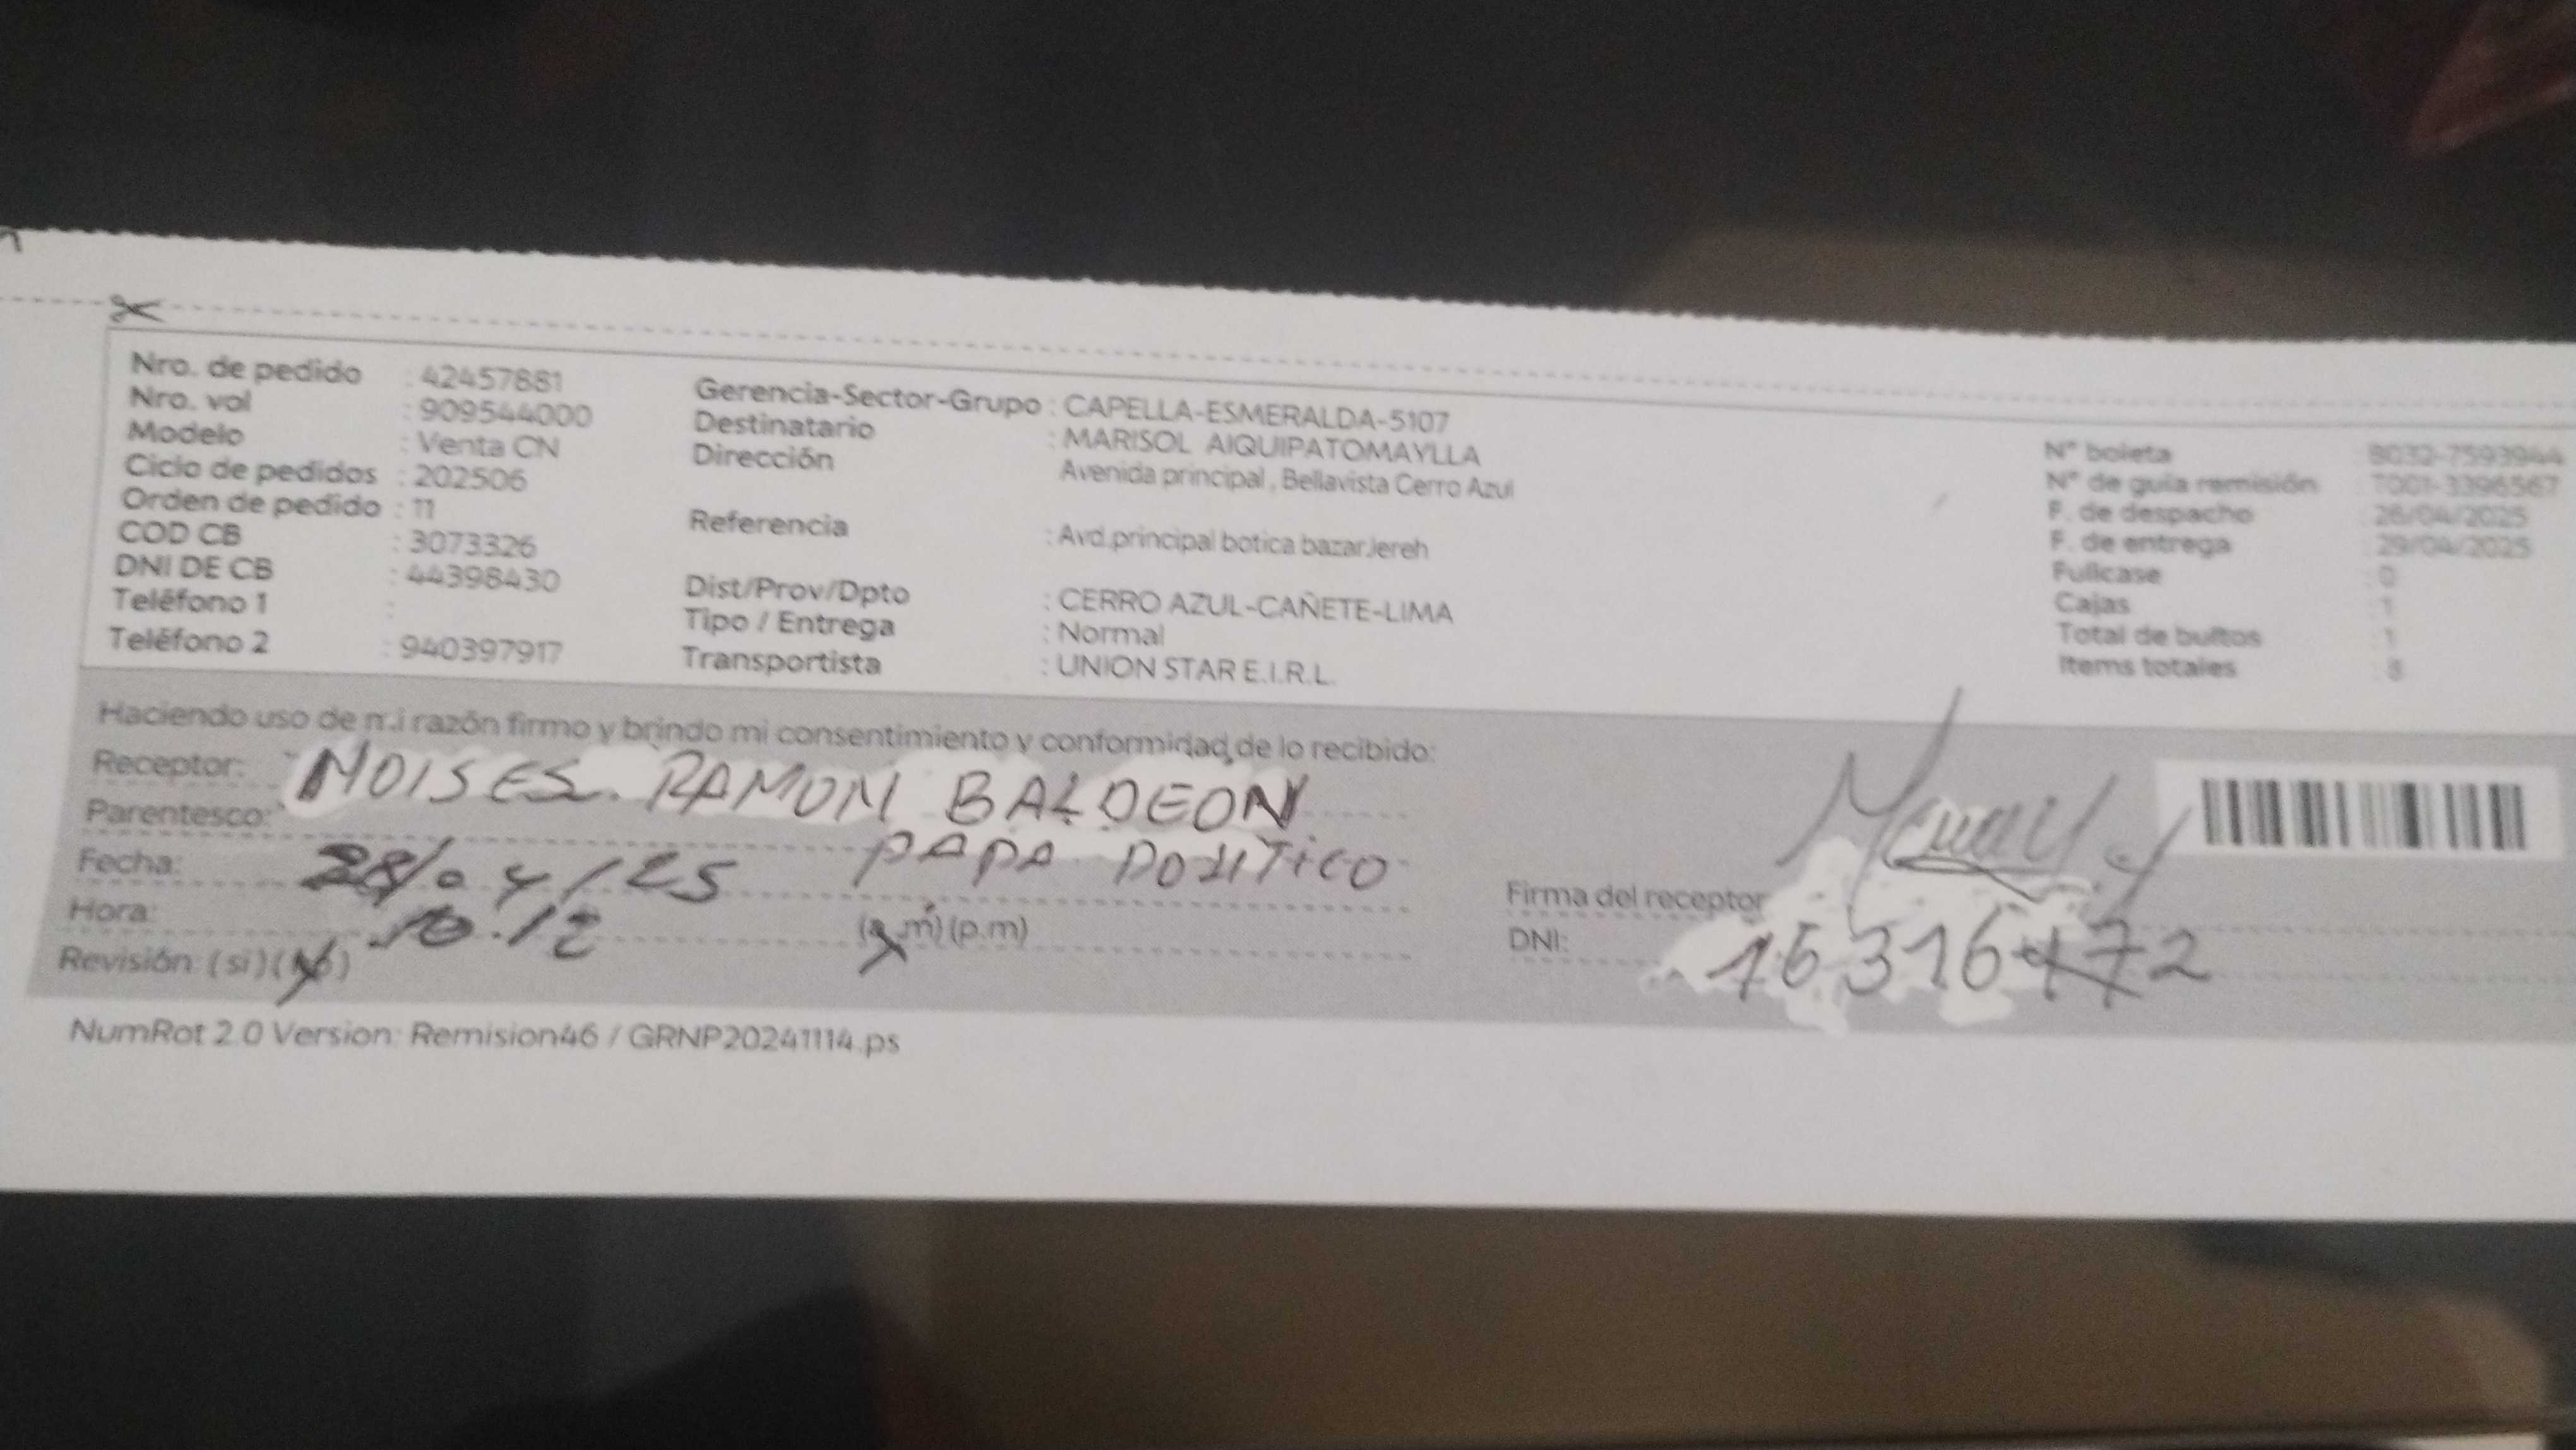 Nro. de pedido : 42457881
Nro. vol : 909544000
Modelo : Venta CN
Ciclo de pedidos : 202506
Orden de pedido : 11
COD CB : 3073326
DNI DE CB : 44398430
Teléfono 1 :
Teléfono 2 : 940397917
Gerencia-Sector-Grupo : CAPELLA-ESMERALDA-5107
Destinatario : MARISOL AIQUIPATOMAYLLA
Dirección Avenida principal , Bellavista Cerro Azul
Referencia : Avd.principal botica bazarJereh
Dist/Prov/Dpto : CERRO AZUL-CAÑETE-LIMA
Tipo / Entrega : Normal
Transportista : UNION STAR E.I.R.L.
N° boleta : B032-7593944
N° de guía remisión : T001-3396567
F. de despacho : 26/04/2025
F. de entrega : 29/04/2025
Fullcase : 0
Cajas : 1
Total de bultos : 1
Items totales : 8
Haciendo uso de mi razón firmo y brindo mi consentimiento y conformidad de lo recibido:
Receptor: MOISES. RAMON BALDEON
Parentesco: PAPA POLITICO
Fecha: 28/04/25
Hora: 10:12 (a.m) (p.m)
Revisión: (si) (no)
Firma del receptor
DNI:
NumRot 2.0 Version: Remision46 / GRNP20241114.ps